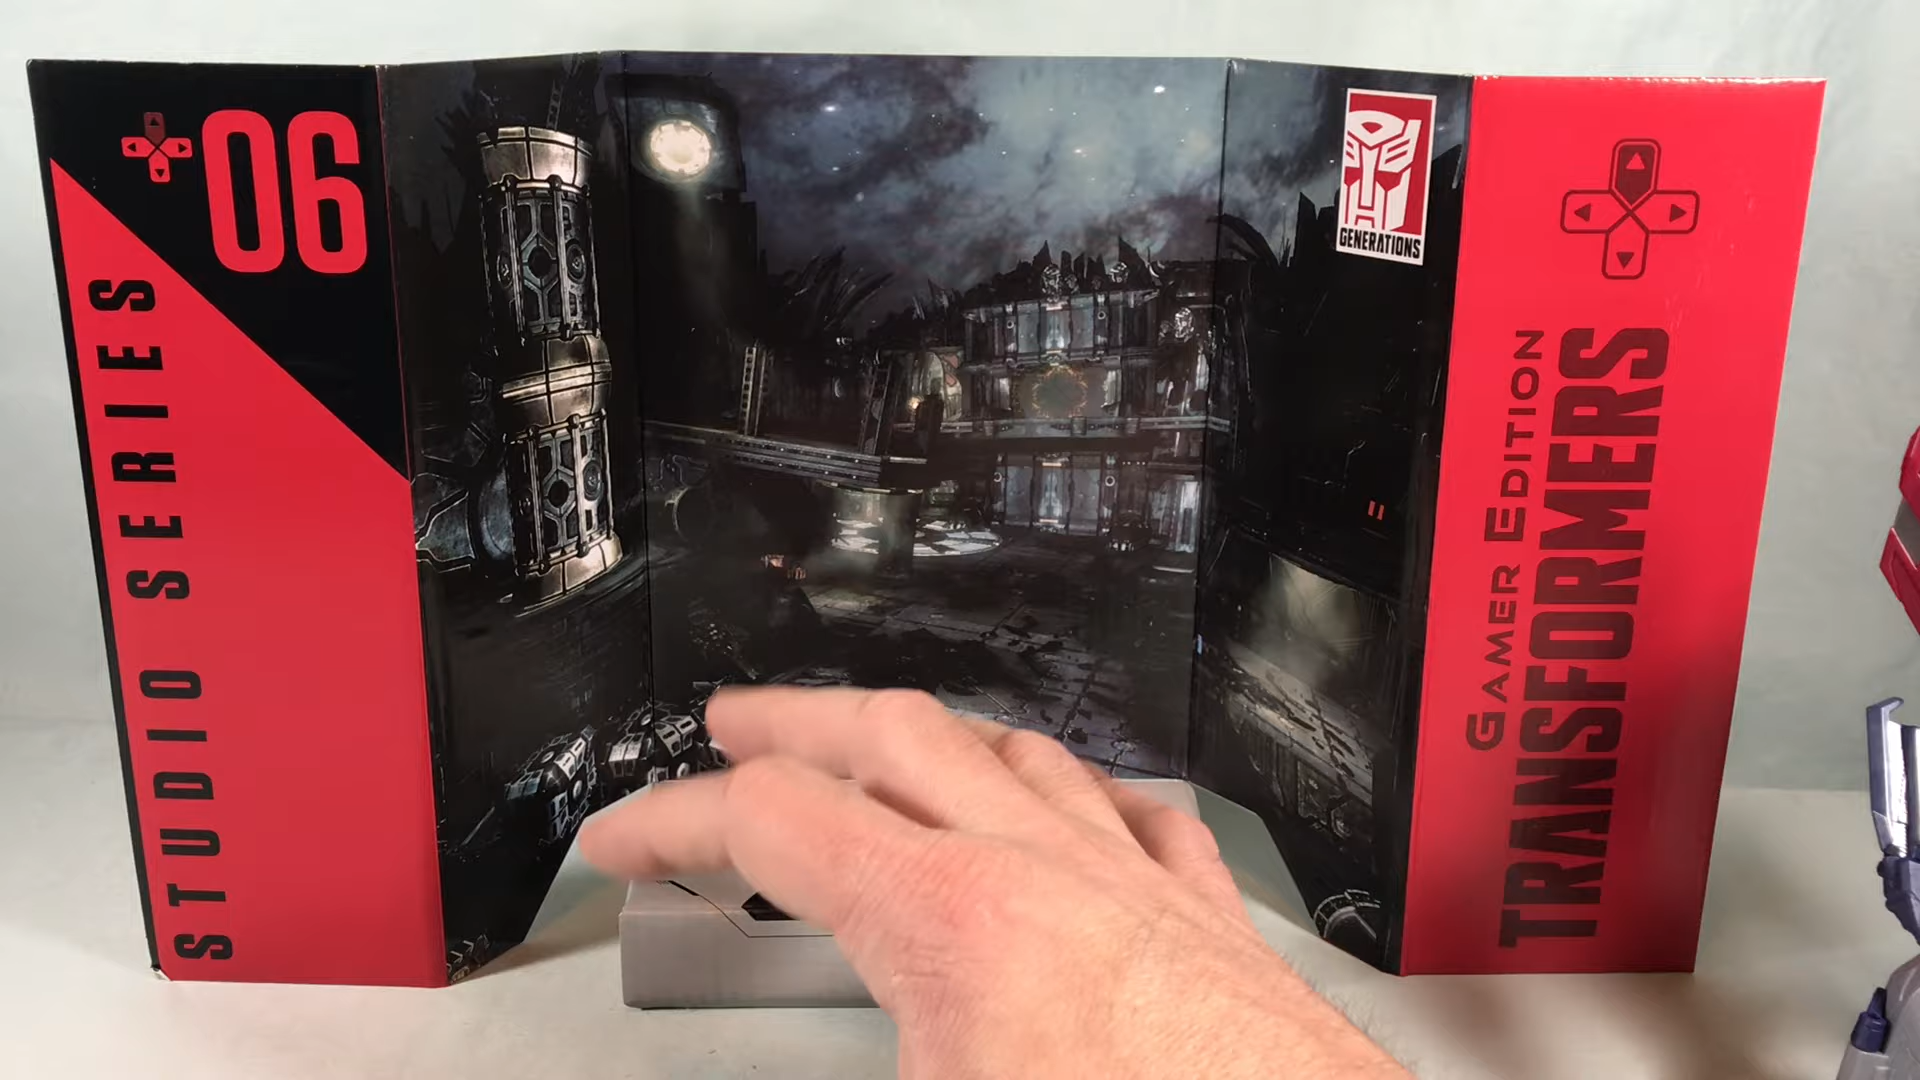 06
STUDIO SERIES
GENERATIONS
GAMER EDITION
TRANSFORMERS